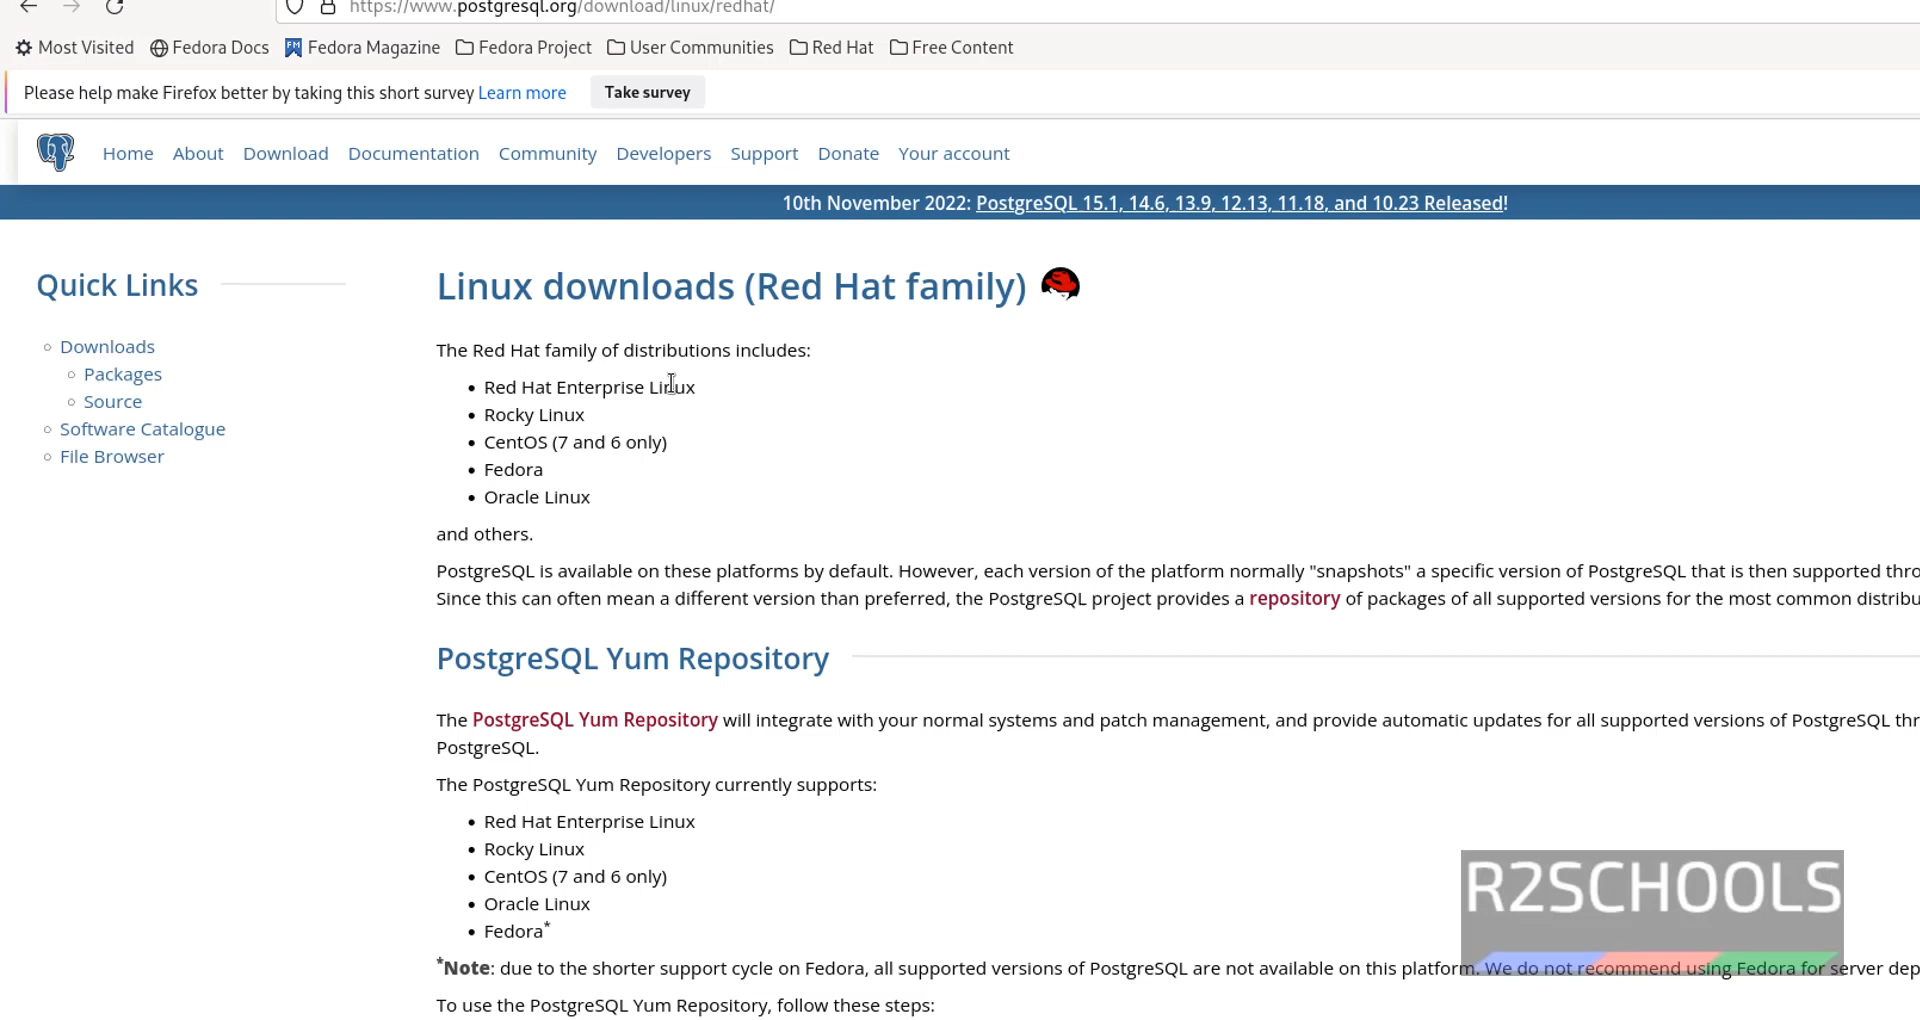 https://www.postgresql.org/download/linux/redhat/
Most Visited Fedora Docs Fedora Magazine Fedora Project User Communities Red Hat Free Content
Please help make Firefox better by taking this short survey Learn more Take survey
Home About Download Documentation Community Developers Support Donate Your account
10th November 2022: PostgreSQL 15.1, 14.6, 13.9, 12.13, 11.18, and 10.23 Released!
Quick Links
Downloads
Packages
Source
Software Catalogue
File Browser
Linux downloads (Red Hat family)
The Red Hat family of distributions includes:
Red Hat Enterprise Linux
Rocky Linux
CentOS (7 and 6 only)
Fedora
Oracle Linux
and others.
PostgreSQL is available on these platforms by default. However, each version of the platform normally "snapshots" a specific version of PostgreSQL that is then supported thro
Since this can often mean a different version than preferred, the PostgreSQL project provides a repository of packages of all supported versions for the most common distribu
PostgreSQL Yum Repository
The PostgreSQL Yum Repository will integrate with your normal systems and patch management, and provide automatic updates for all supported versions of PostgreSQL thr
PostgreSQL.
The PostgreSQL Yum Repository currently supports:
Red Hat Enterprise Linux
Rocky Linux
CentOS (7 and 6 only)
Oracle Linux
Fedora*
*Note: due to the shorter support cycle on Fedora, all supported versions of PostgreSQL are not available on this platform. We do not recommend using Fedora for server dep
To use the PostgreSQL Yum Repository, follow these steps:
R2SCHOOLS